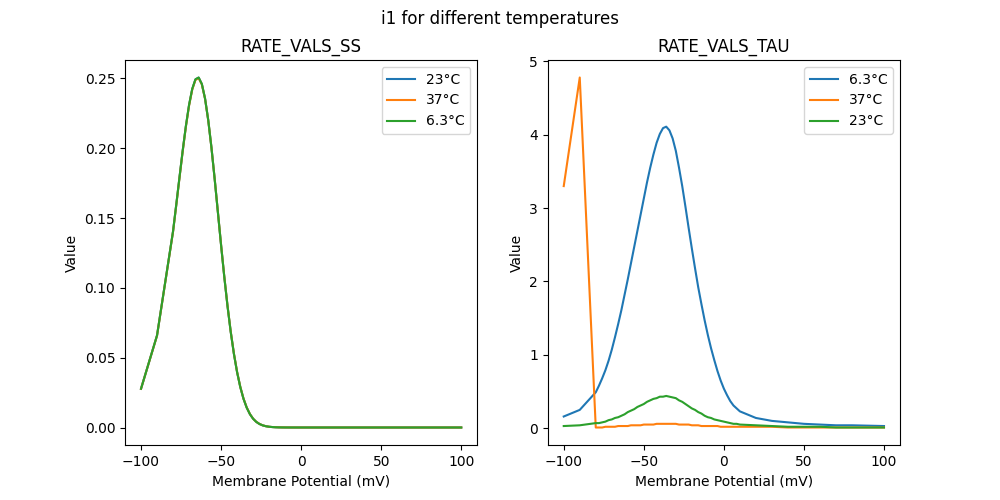 i1 for different temperatures
RATE_VALS_SS
0.25
0.20
0.15
0.10
0.05
0.00
Value
−100
−50
0
50
100
Membrane Potential (mV)
23°C
37°C
6.3°C
RATE_VALS_TAU
5
4
3
2
1
0
Value
−100
−50
0
50
100
Membrane Potential (mV)
6.3°C
37°C
23°C